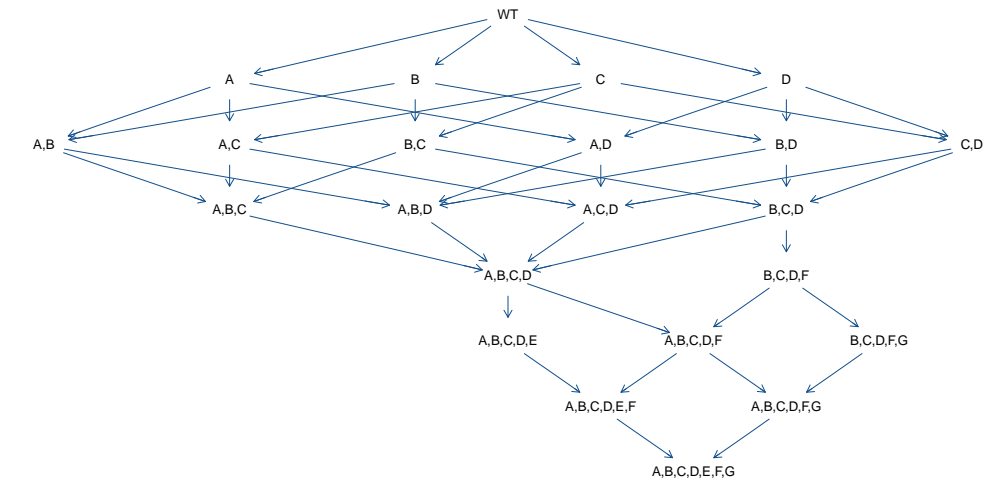 WT
A
B
C
D
A,B
A,C
B,C
A,D
B,D
C,D
A,B,C
A,B,D
A,C,D
B,C,D
A,B,C,D
B,C,D,F
A,B,C,D,E
A,B,C,D,F
B,C,D,F,G
A,B,C,D,E,F
A,B,C,D,F,G
A,B,C,D,E,F,G